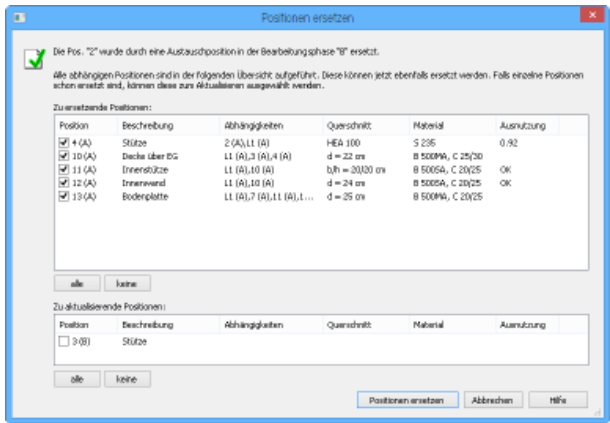 Positionen ersetzen
Die Pos. "2" wurde durch eine Austauschposition in der Bearbeitungsphase "B" ersetzt.
Alle abhängigen Positionen sind in der folgenden Übersicht aufgeführt. Diese können jetzt ebenfalls ersetzt werden. Falls einzelne Positionen
schon ersetzt sind, können diese zum Aktualisieren ausgewählt werden.
Zu ersetzende Positionen:
Position Beschreibung Abhängigkeiten Querschnitt Material Ausnutzung
4 (A) Stütze 2 (A),L1 (A) HEA 100 S 235 0.92
10 (A) Decke über EG L1 (A),3 (A),4 (A) d = 22 cm B 500MA, C 25/30
11 (A) Innenstütze L1 (A),10 (A) b/h = 20/20 cm B 500SA, C 20/25 OK
12 (A) Innenwand L1 (A),10 (A) d = 24 cm B 500SA, C 20/25 OK
13 (A) Bodenplatte L1 (A),7 (A),11 (A),1... d = 25 cm B 500MA, C 20/25
alle keine
Zu aktualisierende Positionen:
Position Beschreibung Abhängigkeiten Querschnitt Material Ausnutzung
3 (B) Stütze
alle keine
Positionen ersetzen Abbrechen Hilfe